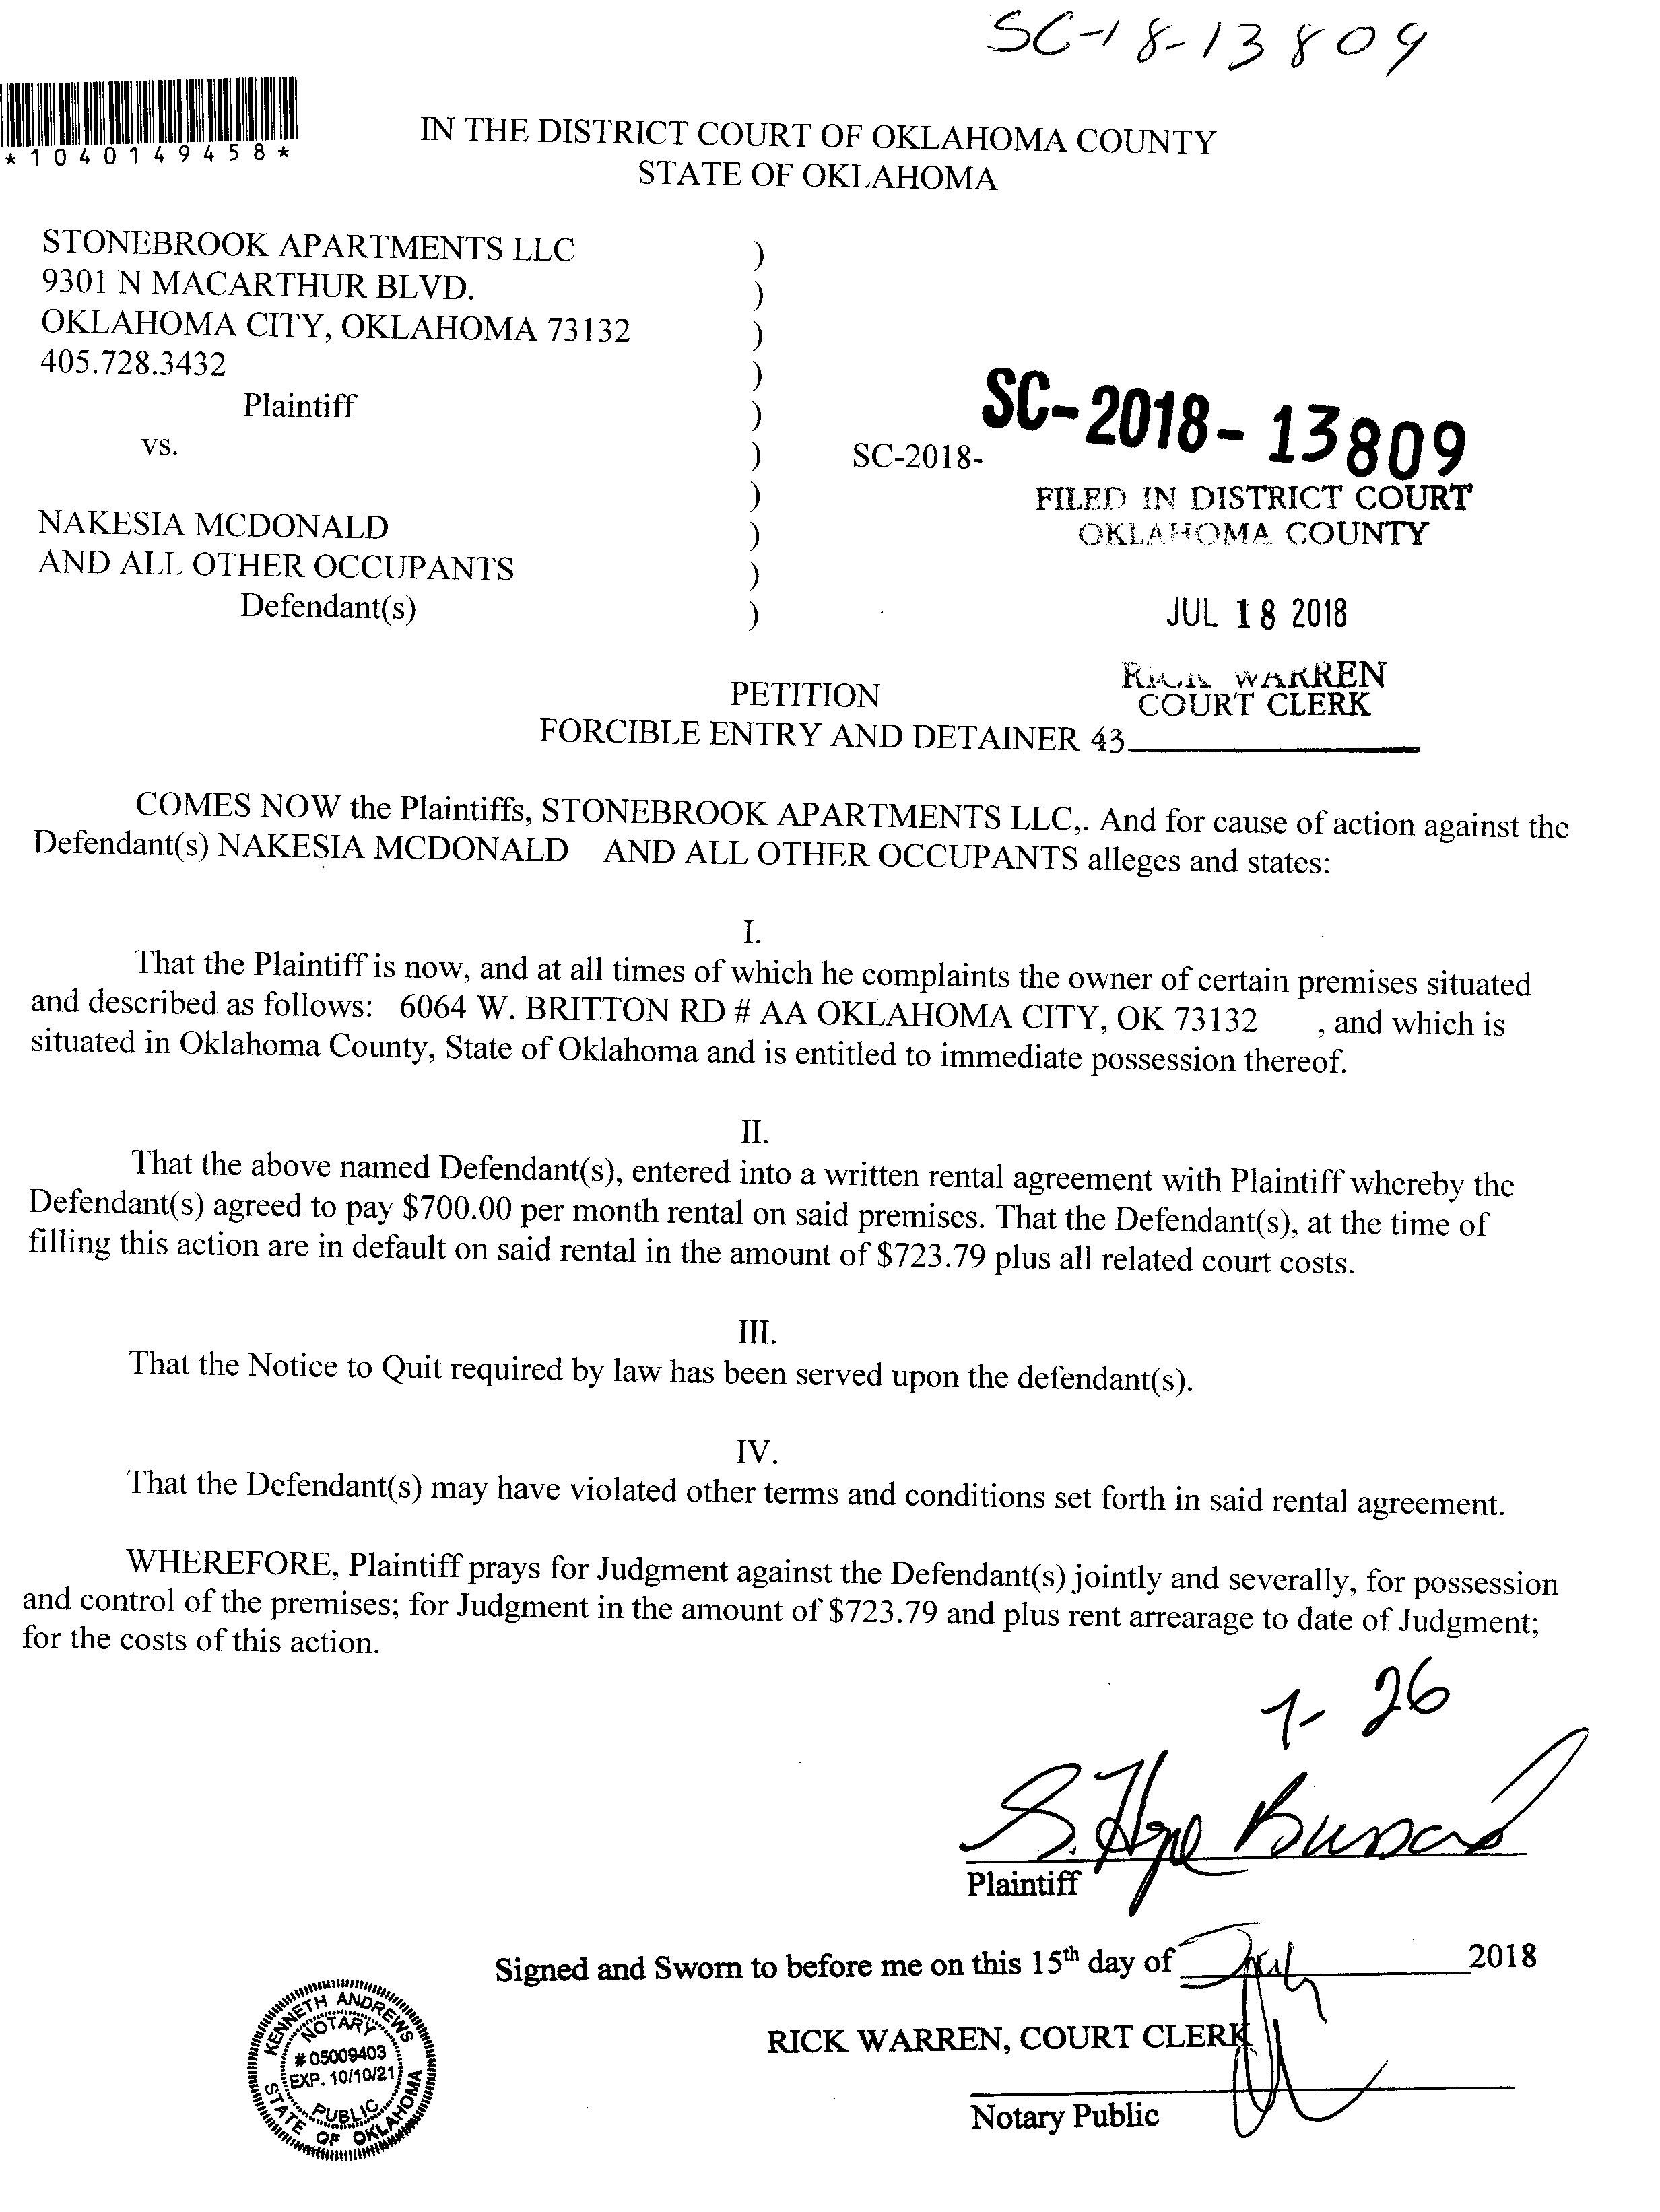 SC-18-13809
*1040149458*
IN THE DISTRICT COURT OF OKLAHOMA COUNTY
STATE OF OKLAHOMA
STONEBROOK APARTMENTS LLC )
9301 N MACARTHUR BLVD. )
OKLAHOMA CITY, OKLAHOMA 73132 )
405.728.3432 )
Plaintiff )
vs. ) SC-2018- SC-2018-13809
)
FILED IN DISTRICT COURT
NAKESIA MCDONALD ) OKLAHOMA COUNTY
AND ALL OTHER OCCUPANTS )
Defendant(s) ) JUL 18 2018
RICK WARREN
PETITION COURT CLERK
FORCIBLE ENTRY AND DETAINER 43
COMES NOW the Plaintiffs, STONEBROOK APARTMENTS LLC,. And for cause of action against the
Defendant(s) NAKESIA MCDONALD AND ALL OTHER OCCUPANTS alleges and states:
I.
That the Plaintiff is now, and at all times of which he complaints the owner of certain premises situated
and described as follows: 6064 W. BRITTON RD # AA OKLAHOMA CITY, OK 73132 , and which is
situated in Oklahoma County, State of Oklahoma and is entitled to immediate possession thereof.
II.
That the above named Defendant(s), entered into a written rental agreement with Plaintiff whereby the
Defendant(s) agreed to pay $700.00 per month rental on said premises. That the Defendant(s), at the time of
filling this action are in default on said rental in the amount of $723.79 plus all related court costs.
III.
That the Notice to Quit required by law has been served upon the defendant(s).
IV.
That the Defendant(s) may have violated other terms and conditions set forth in said rental agreement.
WHEREFORE, Plaintiff prays for Judgment against the Defendant(s) jointly and severally, for possession
and control of the premises; for Judgment in the amount of $723.79 and plus rent arrearage to date of Judgment;
for the costs of this action.
7-26
S. Hope
Plaintiff
Signed and Sworn to before me on this 15th day of July 2018
RICK WARREN, COURT CLERK
Notary Public
KENNETH ANDREWS
NOTARY
# 05009403
EXP. 10/10/21
PUBLIC
STATE OF OKLAHOMA